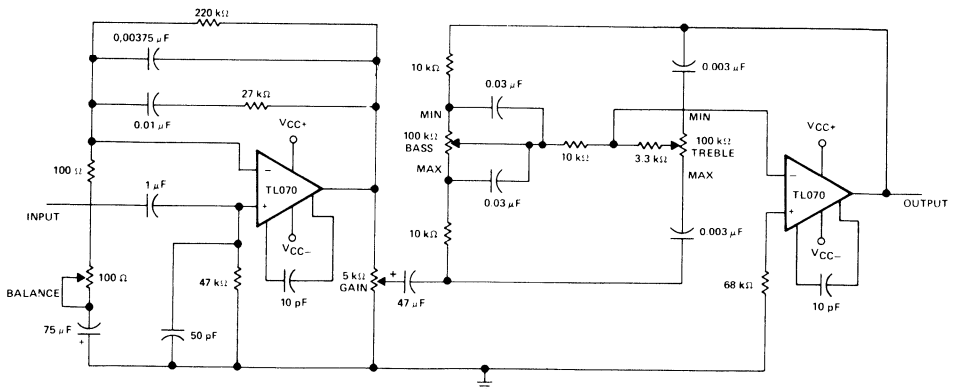 220 kΩ
0,00375 μF
27 kΩ
0.01 μF
100 Ω
VCC+
−
TL070
+
VCC−
1 μF
INPUT
100 Ω
BALANCE
75 μF
+
50 pF
47 kΩ
10 pF
5 kΩ
GAIN
+
47 μF
10 kΩ
0.03 μF
MIN
100 kΩ
BASS
MAX
0.03 μF
10 kΩ
10 kΩ
3.3 kΩ
0.003 μF
MIN
100 kΩ
TREBLE
MAX
0.003 μF
VCC+
−
TL070
+
VCC−
OUTPUT
68 kΩ
10 pF